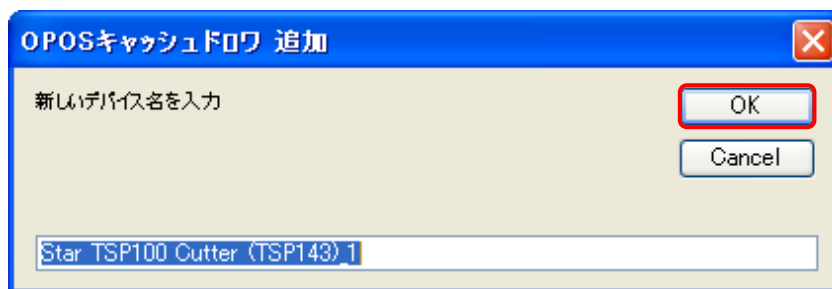 OPOSキャッシュドロワ 追加
新しいデバイス名を入力
OK
Cancel
Star TSP100 Cutter (TSP143)_1